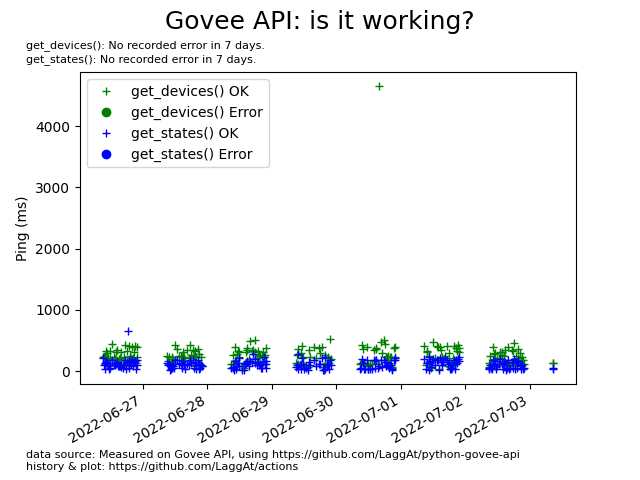 Govee API: is it working?
get_devices(): No recorded error in 7 days.
get_states(): No recorded error in 7 days.
get_devices() OK
get_devices() Error
get_states() OK
get_states() Error
4000
3000
2000
1000
0
Ping (ms)
2022-06-27
2022-06-28
2022-06-29
2022-06-30
2022-07-01
2022-07-02
2022-07-03
data source: Measured on Govee API, using https://github.com/LaggAt/python-govee-api
history & plot: https://github.com/LaggAt/actions